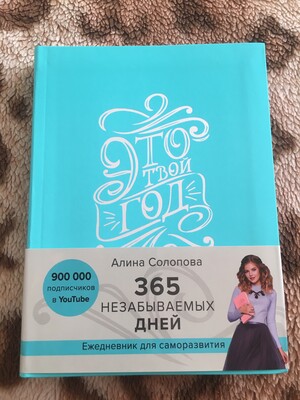 ЭТО
ТВОЙ
ГОД
Алина Солопова
900 000
подписчиков
в YouTube
365
НЕЗАБЫВАЕМЫХ
ДНЕЙ
Ежедневник для саморазвития